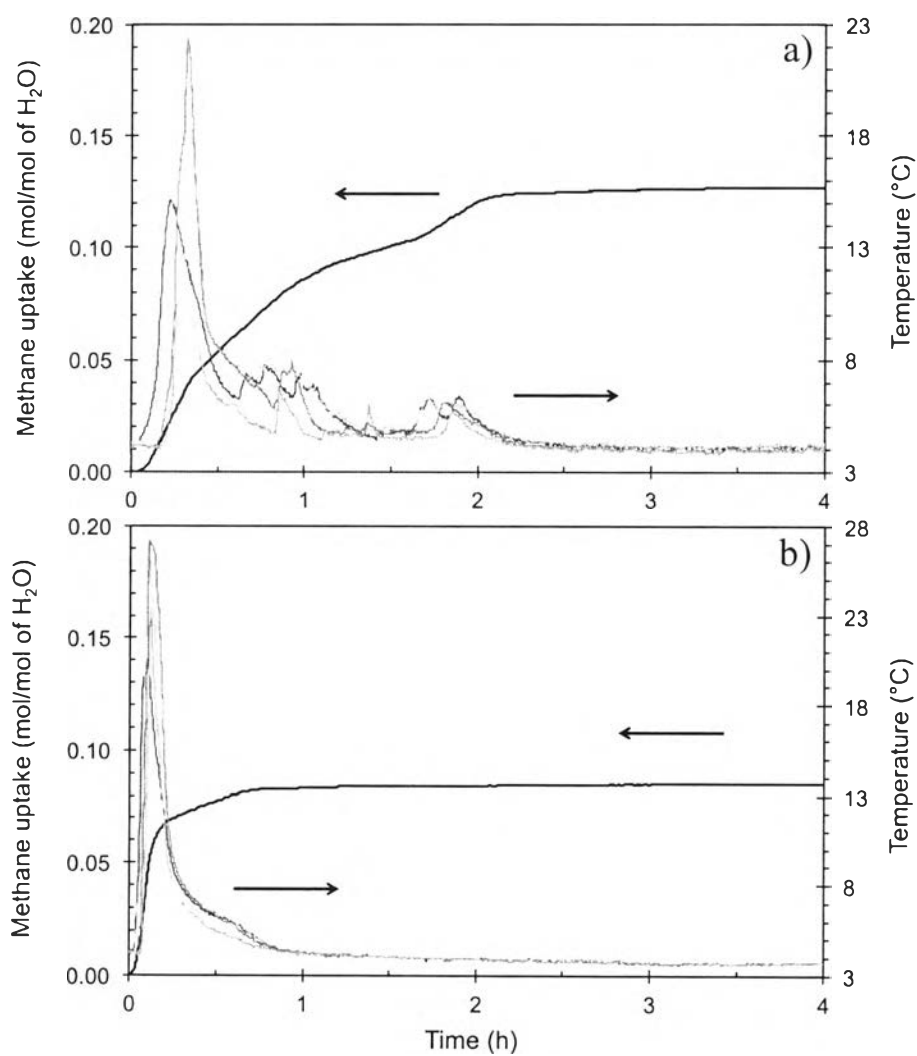 a)
Methane uptake (mol/mol of H₂O)
0.20
0.15
0.10
0.05
0.00
23
18
13
8
3
Temperature (°C)
0 1 2 3 4
b)
Methane uptake (mol/mol of H₂O)
0.20
0.15
0.10
0.05
0.00
28
23
18
13
8
3
Temperature (°C)
0 1 2 3 4
Time (h)